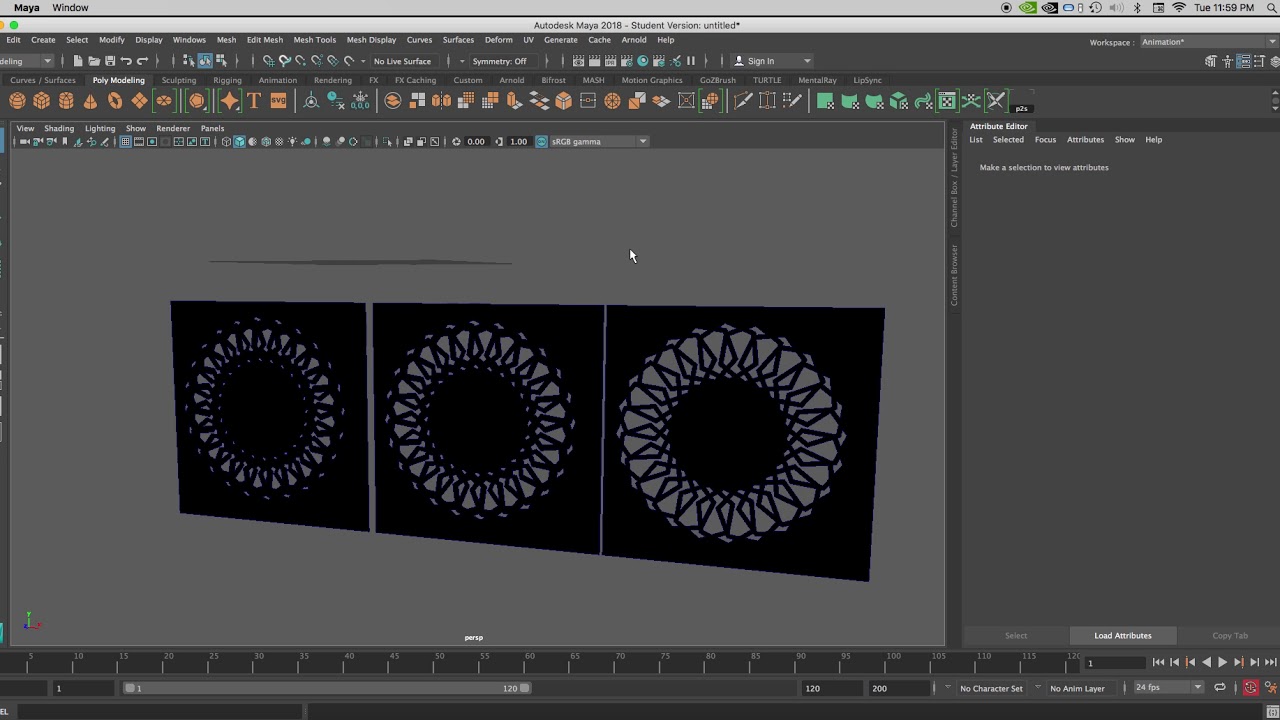 Maya Window Tue 11:59 PM
Autodesk Maya 2018 - Student Version: untitled*
Edit Create Select Modify Display Windows Mesh Edit Mesh Mesh Tools Mesh Display Curves Surfaces Deform UV Generate Cache Arnold Help Workspace : Animation*
deling No Live Surface Symmetry: Off Sign In
Curves / Surfaces Poly Modeling Sculpting Rigging Animation Rendering FX FX Caching Custom Arnold Bifrost MASH Motion Graphics GoZBrush TURTLE MentalRay LipSync
T SVG 0,0,0 p2s
View Shading Lighting Show Renderer Panels
0.00 1.00 sRGB gamma
Attribute Editor
List Selected Focus Attributes Show Help
Make a selection to view attributes
Channel Box / Layer Editor
Content Browser
y
persp
Select Load Attributes Copy Tab
5 10 15 20 25 30 35 40 45 50 55 60 65 70 75 80 85 90 95 100 105 110 115 120 1
1 1 120 120 200 No Character Set No Anim Layer 24 fps
EL